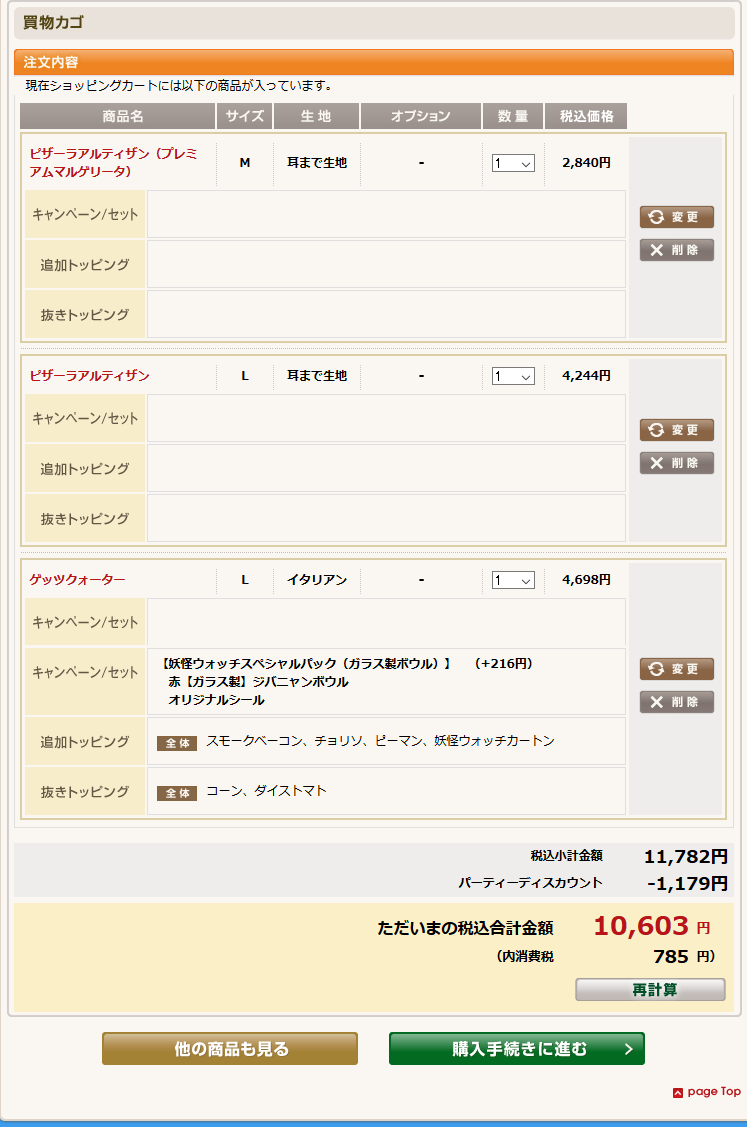 買物カゴ
注文内容
現在ショッピングカートには以下の商品が入っています。
商品名 サイズ 生地 オプション 数量 税込価格
ピザーラアルティザン（プレミ
アムマルゲリータ） M 耳まで生地 - 1 2,840円
キャンペーン/セット
追加トッピング
抜きトッピング
変更
削除
ピザーラアルティザン L 耳まで生地 - 1 4,244円
キャンペーン/セット
追加トッピング
抜きトッピング
変更
削除
ゲッツクォーター L イタリアン - 1 4,698円
キャンペーン/セット
キャンペーン/セット 【妖怪ウォッチスペシャルパック（ガラス製ボウル）】 （+216円）
赤【ガラス製】ジバニャンボウル
オリジナルシール
追加トッピング 全体 スモークベーコン、チョリソ、ピーマン、妖怪ウォッチカートン
抜きトッピング 全体 コーン、ダイストマト
変更
削除
税込小計金額 11,782円
パーティーディスカウント -1,179円
ただいまの税込合計金額 10,603 円
（内消費税 785 円）
再計算
他の商品も見る 購入手続きに進む
page Top